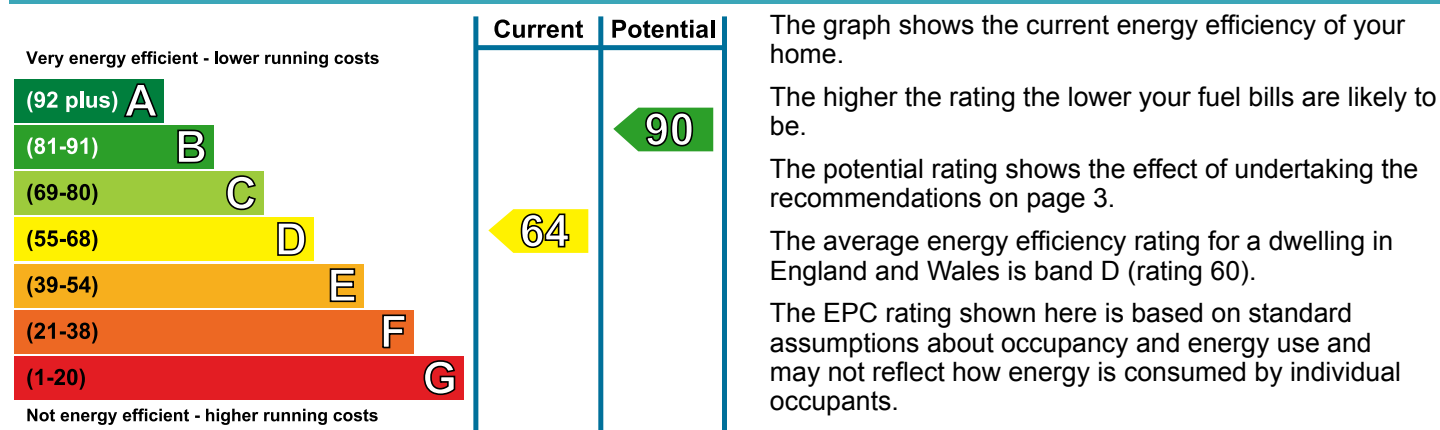 Current Potential
Very energy efficient - lower running costs
(92 plus) A
(81-91) B
90
(69-80) C
(55-68) D
64
(39-54) E
(21-38) F
(1-20) G
Not energy efficient - higher running costs
The graph shows the current energy efficiency of your
home.
The higher the rating the lower your fuel bills are likely to
be.
The potential rating shows the effect of undertaking the
recommendations on page 3.
The average energy efficiency rating for a dwelling in
England and Wales is band D (rating 60).
The EPC rating shown here is based on standard
assumptions about occupancy and energy use and
may not reflect how energy is consumed by individual
occupants.